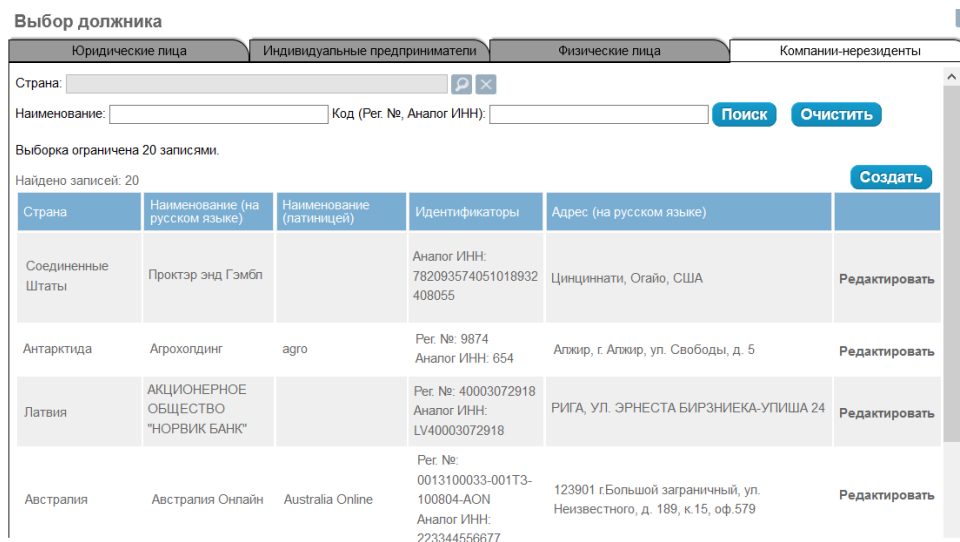 Выбор должника
Юридические лица Индивидуальные предприниматели Физические лица Компании-нерезиденты
Страна:
Наименование: Код (Рег. №, Аналог ИНН): Поиск Очистить
Выборка ограничена 20 записями.
Найдено записей: 20
Создать
Страна
Наименование (на
русском языке)
Наименование
(латиницей)
Идентификаторы
Адрес (на русском языке)
Соединенные
Штаты
Проктэр энд Гэмбл
Аналог ИНН:
782093574051018932
408055
Цинциннати, Огайо, США
Редактировать
Антарктида
Агрохолдинг
agro
Рег. №: 9874
Аналог ИНН: 654
Алжир, г. Алжир, ул. Свободы, д. 5
Редактировать
Латвия
АКЦИОНЕРНОЕ
ОБЩЕСТВО
"НОРВИК БАНК"
Рег. №: 40003072918
Аналог ИНН:
LV40003072918
РИГА, УЛ. ЭРНЕСТА БИРЗНИЕКА-УПИША 24
Редактировать
Австралия
Австралия Онлайн
Australia Online
Рег. №:
0013100033-001ТЗ-
100804-AON
Аналог ИНН:
223344556677
123901 г.Большой заграничный, ул.
Неизвестного, д. 189, к.15, оф.579
Редактировать